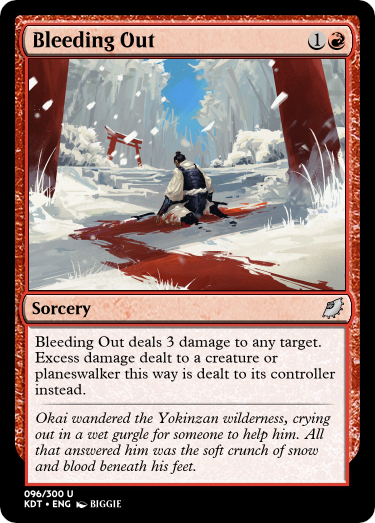 Bleeding Out 1
Sorcery
Bleeding Out deals 3 damage to any target.
Excess damage dealt to a creature or
planeswalker this way is dealt to its controller
instead.
Okai wandered the Yokinzan wilderness, crying
out in a wet gurgle for someone to help him. All
that answered him was the soft crunch of snow
and blood beneath his feet.
096/300 U
KDT • ENG BIGGIE